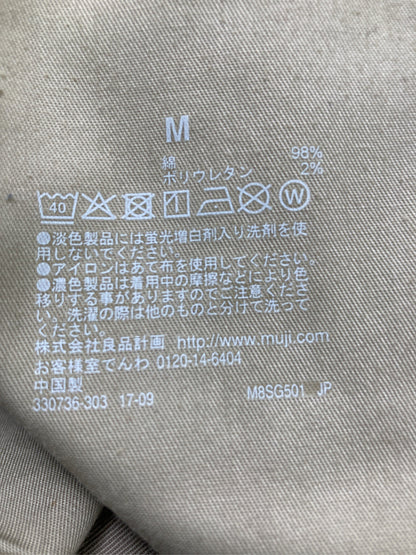 M
綿 98%
ポリウレタン 2%
40 W
●淡色製品には蛍光増白剤入り洗剤を使
用しないでください。
●アイロンはあて布を使用してください。
●濃色製品は着用中の摩擦などにより色
移りする事がありますのでご注意くださ
い。洗濯の際は他のものと分けて洗って
ください。
株式会社良品計画 http://www.muji.com
お客様室でんわ 0120-14-6404
中国製
330736-303 17-09 M8SG501 JP